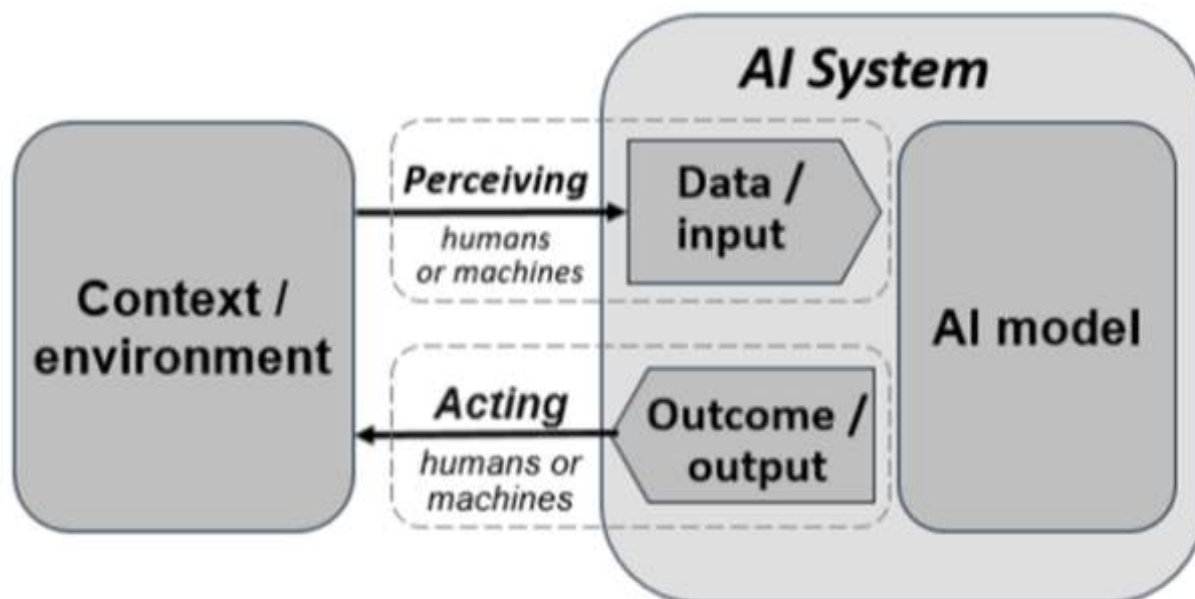 AI System
Context /
environment
Perceiving
humans
or machines
Data /
input
AI model
Acting
humans or
machines
Outcome /
output